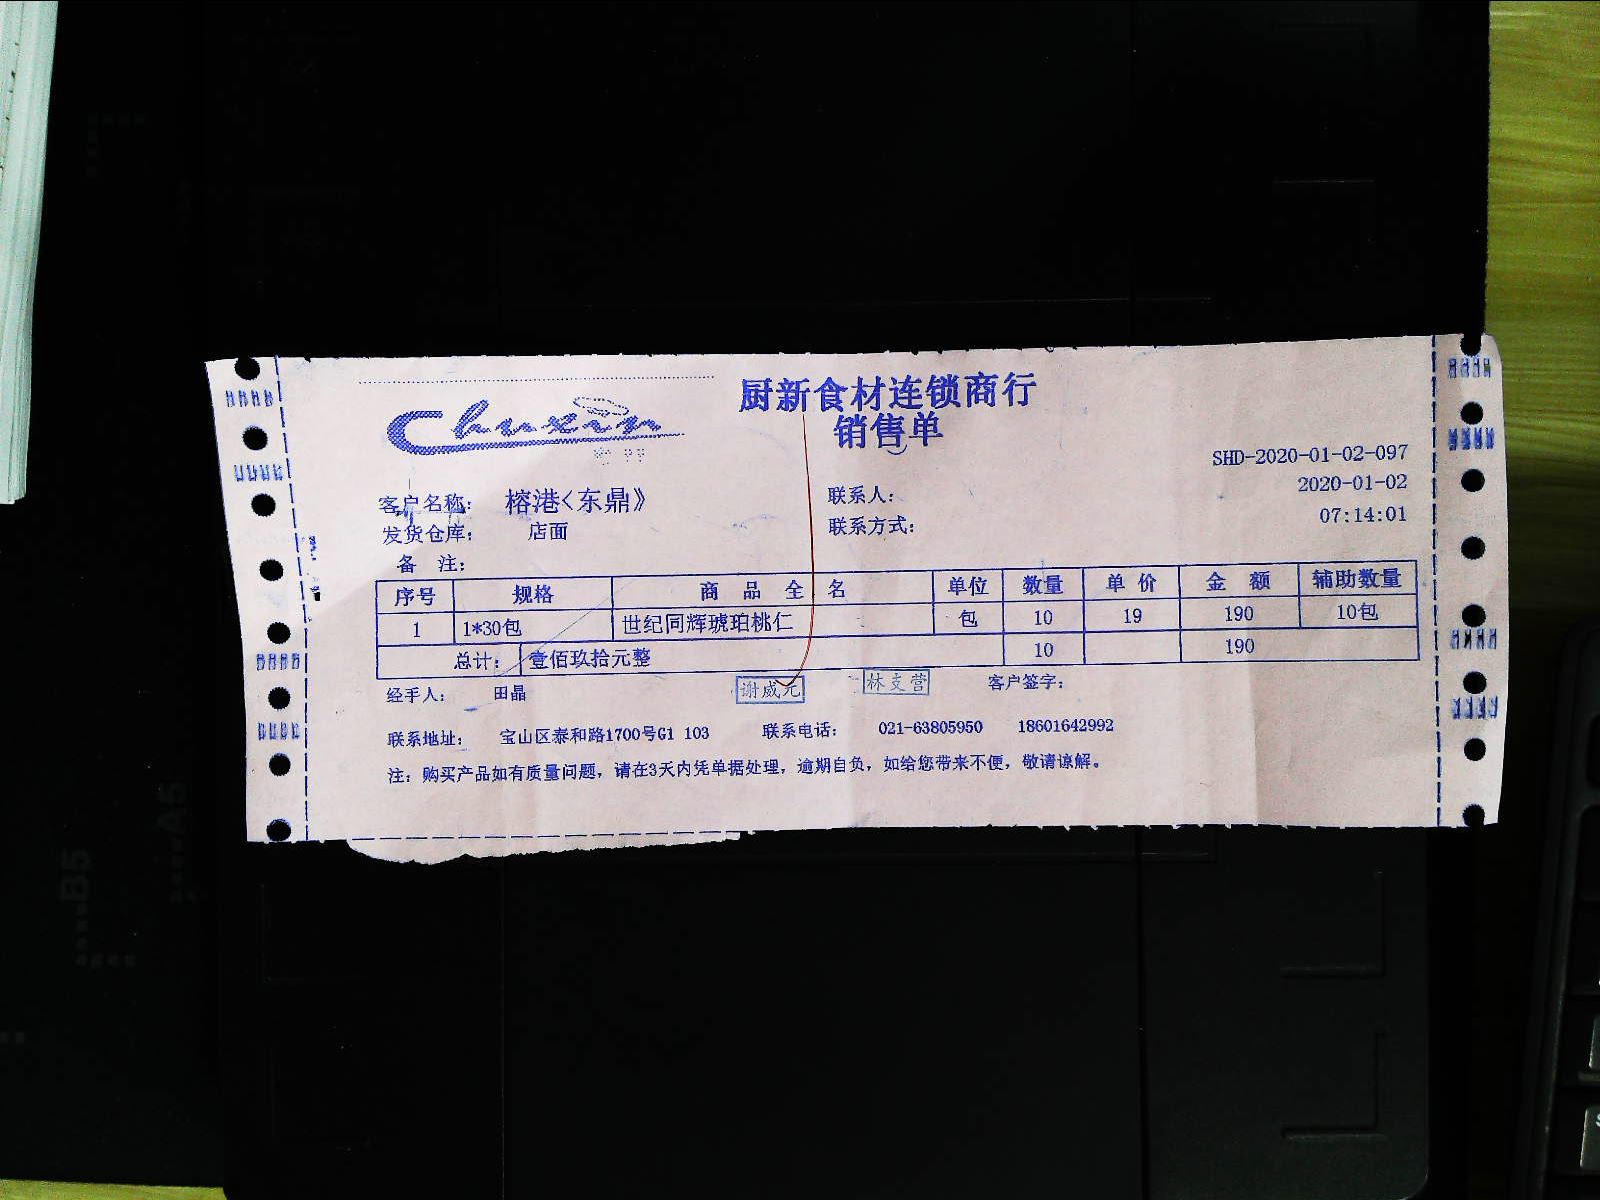 厨新食材连锁商行
Chuxin
销售单
SHD-2020-01-02-097
客户名称： 榕港<东鼎》 联系人： 2020-01-02
发货仓库： 店面 联系方式： 07:14:01
备 注：
序号 规格 商品全名 单位 数量 单价 金额 辅助数量
1 1*30包 世纪同辉琥珀桃仁 包 10 19 190 10包
总计： 壹佰玖拾元整 10 190
经手人： 田晶 谢威元 林支营 客户签字：
联系地址： 宝山区泰和路1700号G1 103 联系电话： 021-63805950 18601642992
注：购买产品如有质量问题，请在3天内凭单据处理，逾期自负，如给您带来不便，敬请谅解。
B5
A5